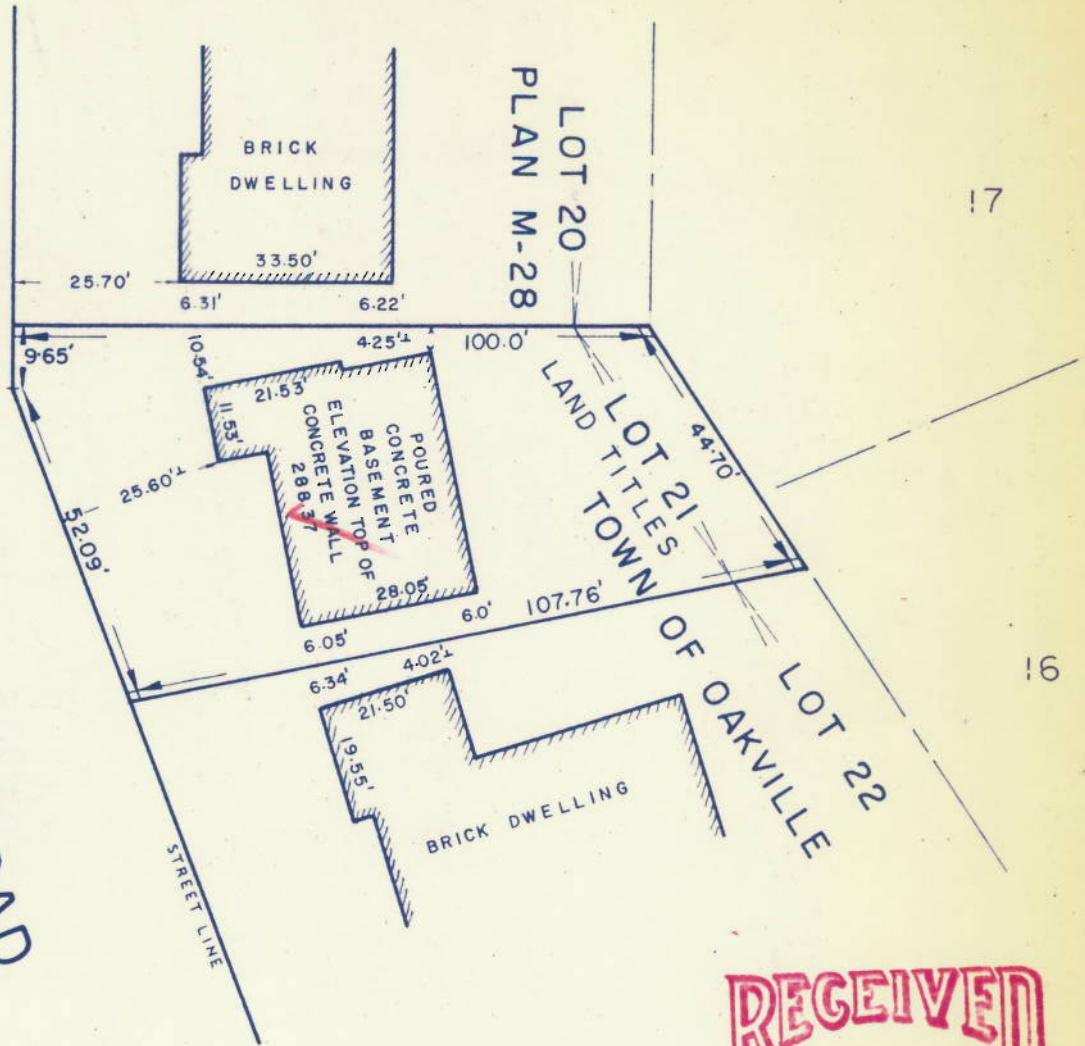 BRICK
DWELLING
33.50'
25.70'
6.31'
6.22'
LOT 20
PLAN M-28
17
9.65'
10.54'
4.25'⊥
100.0'
21.53'
11.53'
POURED
CONCRETE
BASEMENT
ELEVATION TOP OF
CONCRETE WALL
288.37
25.60'⊥
28.05'
44.70'
LOT 21
LAND TITLES
TOWN OF OAKVILLE
52.09'
6.05'
6.0'
107.76'
LOT 22
16
6.34'
4.02'⊥
21.50'
19.55'
BRICK DWELLING
STREET LINE
RECEIVED